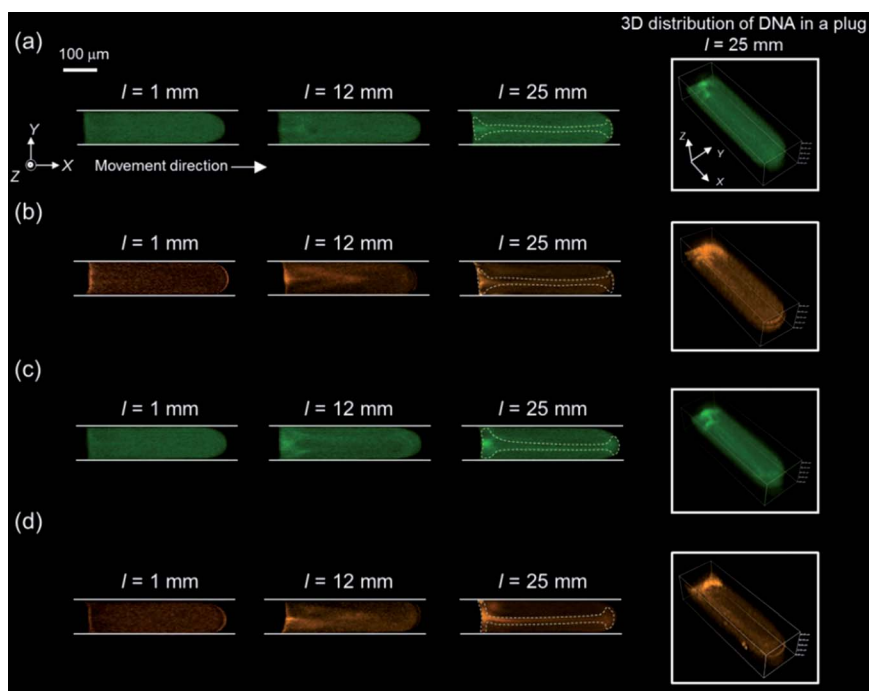 3D distribution of DNA in a plug
l = 25 mm
(a)
100 μm
l = 1 mm
l = 12 mm
l = 25 mm
Y
Z
X
Movement direction
Z
Y
X
(b)
l = 1 mm
l = 12 mm
l = 25 mm
(c)
l = 1 mm
l = 12 mm
l = 25 mm
(d)
l = 1 mm
l = 12 mm
l = 25 mm